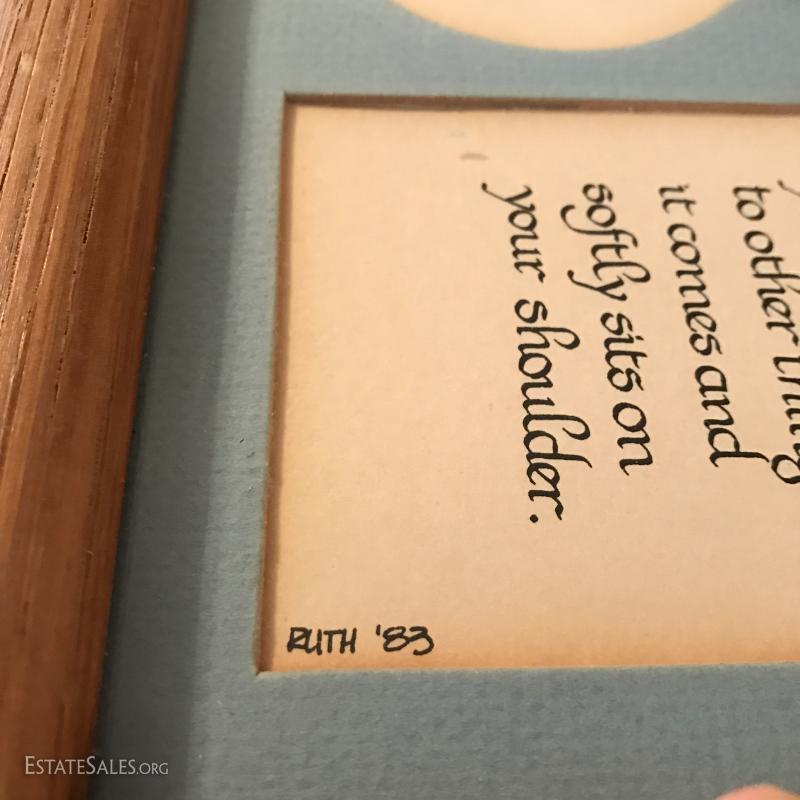 to other
it comes and
softly sits on
your shoulder.
RUTH '83
ESTATESALES.ORG